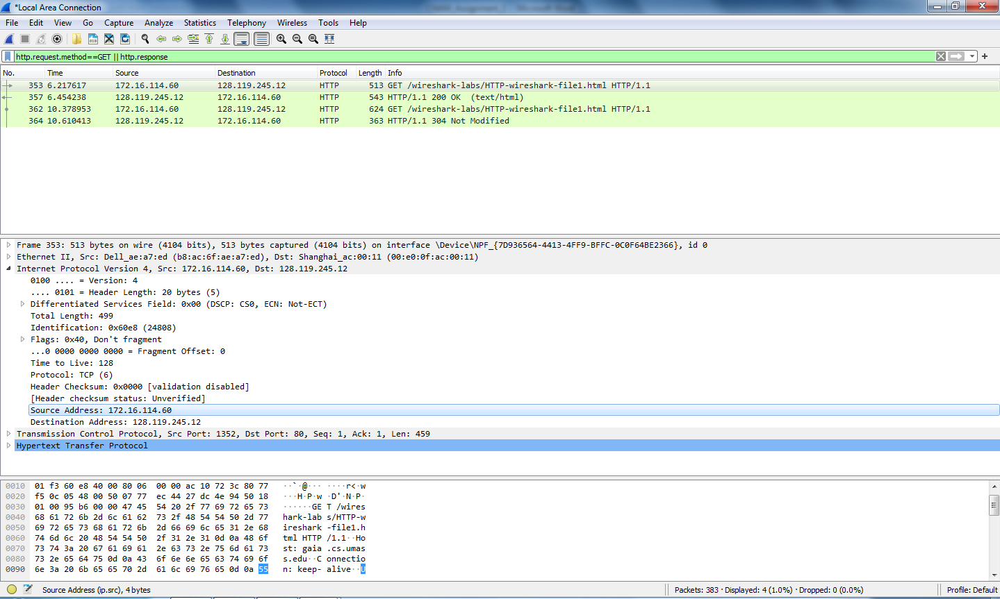 *Local Area Connection
File Edit View Go Capture Analyze Statistics Telephony Wireless Tools Help
http.request.method==GET || http.response
No. Time Source Destination Protocol Length Info
353 6.217617 172.16.114.60 128.119.245.12 HTTP 513 GET /wireshark-labs/HTTP-wireshark-file1.html HTTP/1.1
357 6.454238 128.119.245.12 172.16.114.60 HTTP 543 HTTP/1.1 200 OK (text/html)
362 10.378953 172.16.114.60 128.119.245.12 HTTP 624 GET /wireshark-labs/HTTP-wireshark-file1.html HTTP/1.1
364 10.610413 128.119.245.12 172.16.114.60 HTTP 363 HTTP/1.1 304 Not Modified
Frame 353: 513 bytes on wire (4104 bits), 513 bytes captured (4104 bits) on interface \Device\NPF_{7D936564-4413-4FF9-BFFC-0C0F64BE2366}, id 0
Ethernet II, Src: Dell_ae:a7:ed (b8:ac:6f:ae:a7:ed), Dst: Shanghai_ac:00:11 (00:e0:0f:ac:00:11)
Internet Protocol Version 4, Src: 172.16.114.60, Dst: 128.119.245.12
0100 .... = Version: 4
.... 0101 = Header Length: 20 bytes (5)
Differentiated Services Field: 0x00 (DSCP: CS0, ECN: Not-ECT)
Total Length: 499
Identification: 0x60e8 (24808)
Flags: 0x40, Don't fragment
...0 0000 0000 0000 = Fragment Offset: 0
Time to Live: 128
Protocol: TCP (6)
Header Checksum: 0x0000 [validation disabled]
[Header checksum status: Unverified]
Source Address: 172.16.114.60
Destination Address: 128.119.245.12
Transmission Control Protocol, Src Port: 1352, Dst Port: 80, Seq: 1, Ack: 1, Len: 459
Hypertext Transfer Protocol
0010 01 f3 60 e8 40 00 80 06 00 00 ac 10 72 3c 80 77 ··`·@··· ····r<·w
0020 f5 0c 05 48 00 50 07 77 ec 44 27 dc 4e 94 50 18 ···H·P·w ·D'·N·P·
0030 01 00 95 b6 00 00 47 45 54 20 2f 77 69 72 65 73 ······GE T /wires
0040 68 61 72 6b 2d 6c 61 62 73 2f 48 54 54 50 2d 77 hark-lab s/HTTP-w
0050 69 72 65 73 68 61 72 6b 2d 66 69 6c 65 31 2e 68 ireshark -file1.h
0060 74 6d 6c 20 48 54 54 50 2f 31 2e 31 0d 0a 48 6f tml HTTP /1.1··Ho
0070 73 74 3a 20 67 61 69 61 2e 63 73 2e 75 6d 61 73 st: gaia .cs.umas
0080 73 2e 65 64 75 0d 0a 43 6f 6e 6e 65 63 74 69 6f s.edu··C onnectio
0090 6e 3a 20 6b 65 65 70 2d 61 6c 69 76 65 0d 0a 55 n: keep- alive··U
Source Address (ip.src), 4 bytes
Packets: 383 · Displayed: 4 (1.0%) · Dropped: 0 (0.0%)
Profile: Default